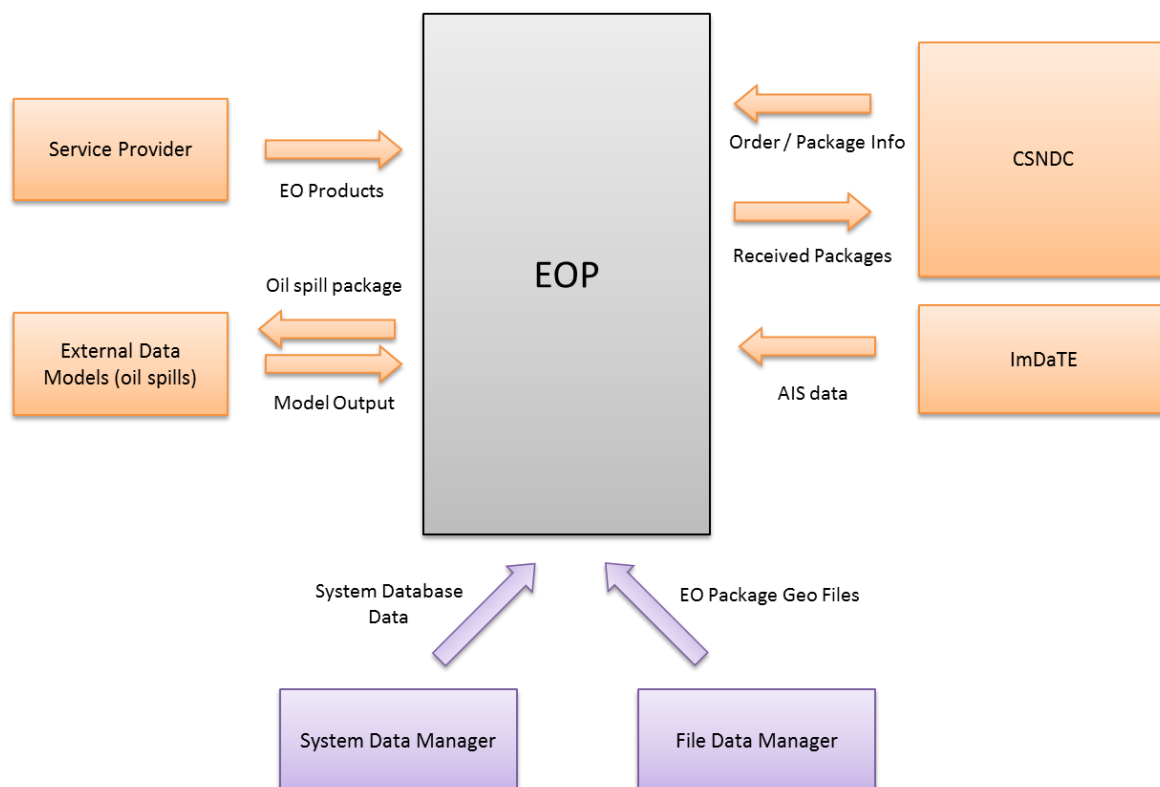 Service Provider
EO Products
Oil spill package
External Data
Models (oil spills)
Model Output
EOP
Order / Package Info
CSNDC
Received Packages
ImDaTE
AIS data
System Database
Data
EO Package Geo Files
System Data Manager
File Data Manager